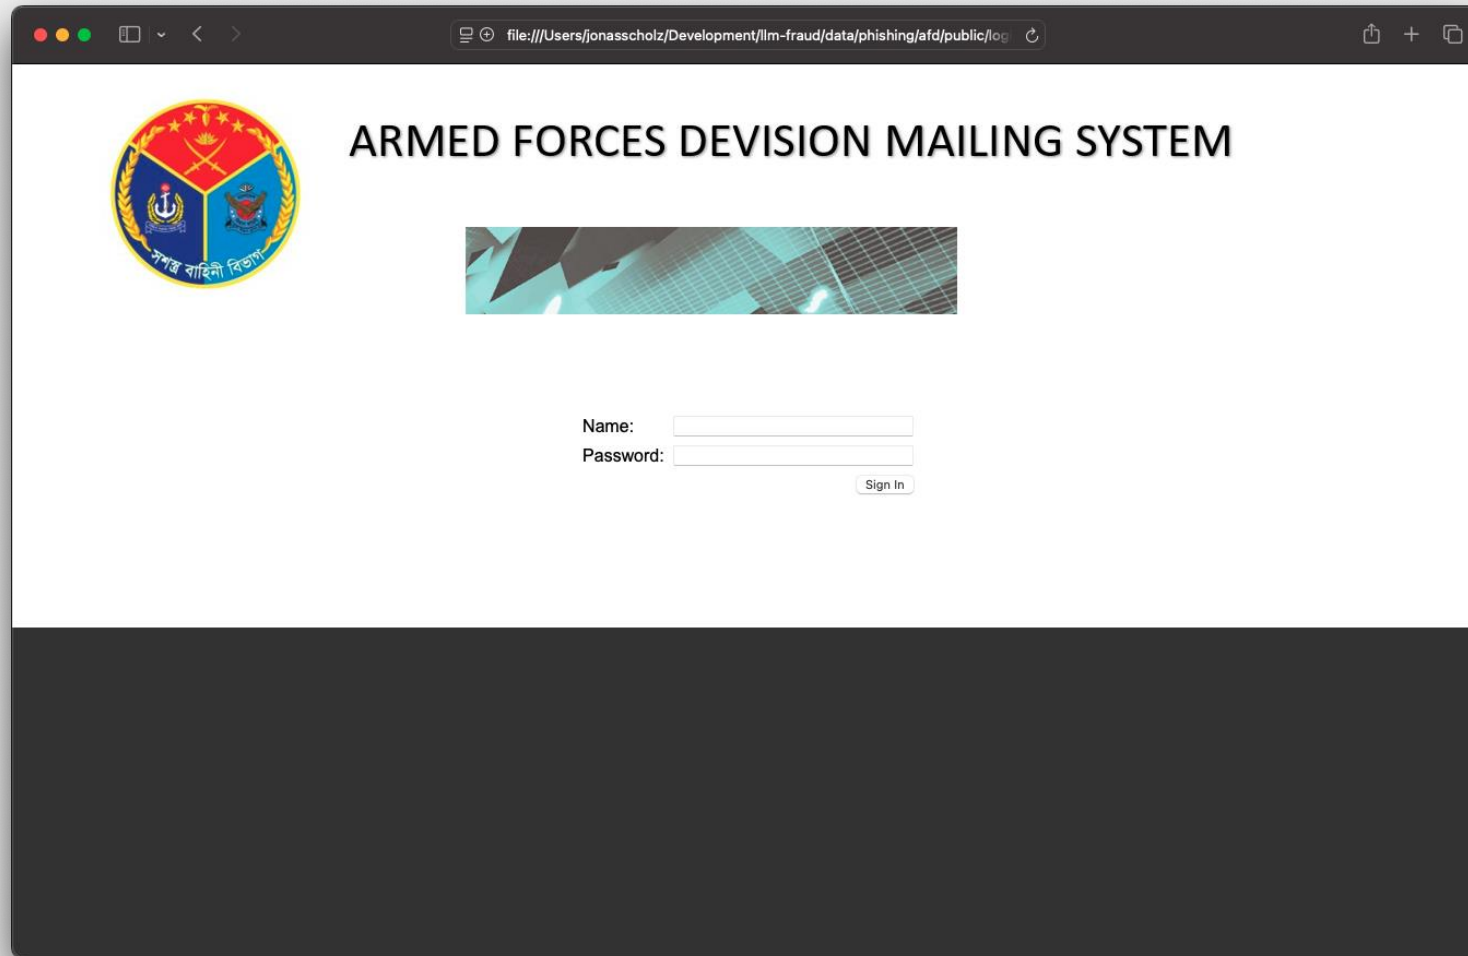 file:///Users/jonasscholz/Development/llm-fraud/data/phishing/afd/public/log
ARMED FORCES DEVISION MAILING SYSTEM
সশস্ত্র বাহিনী বিভাগ
Name:
Password:
Sign In